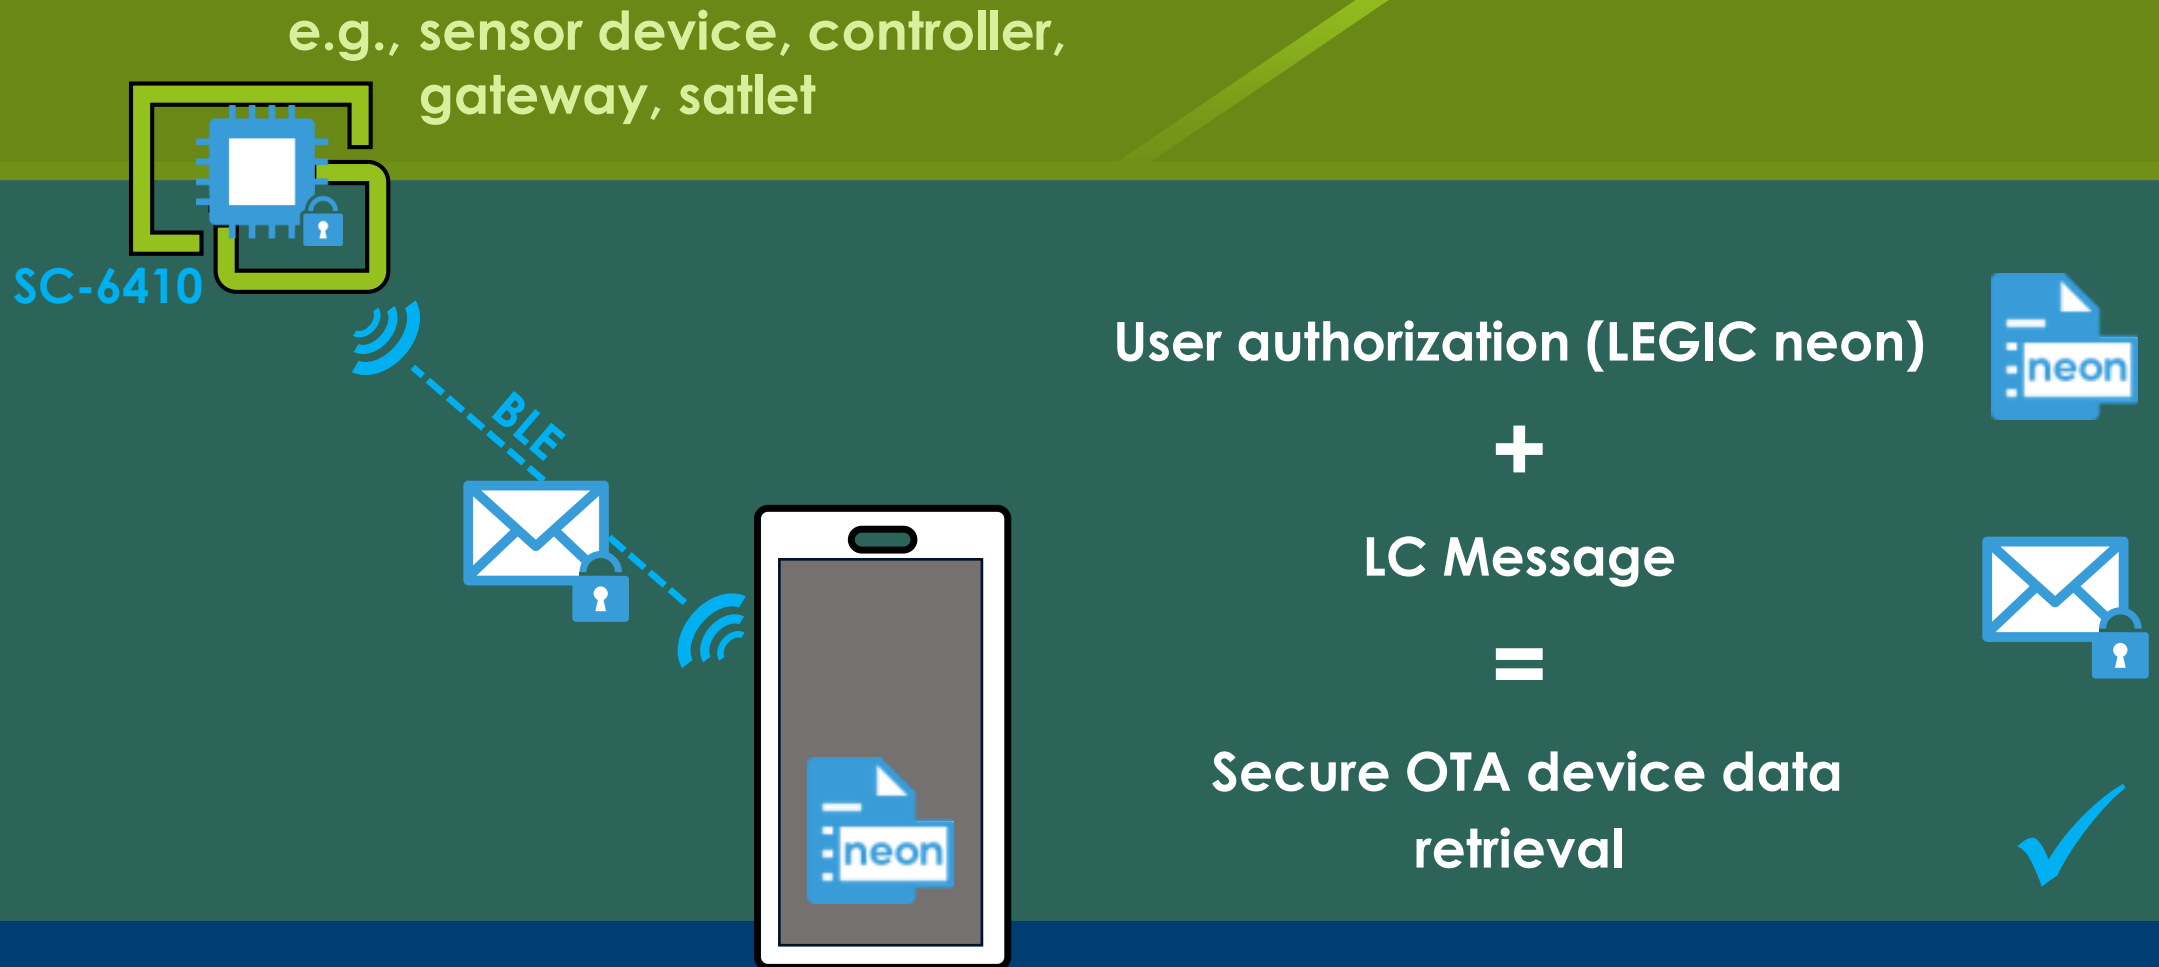 e.g., sensor device, controller,
gateway, satlet
SC-6410
BLE
neon
User authorization (LEGIC neon)
neon
+
LC Message
=
Secure OTA device data
retrieval